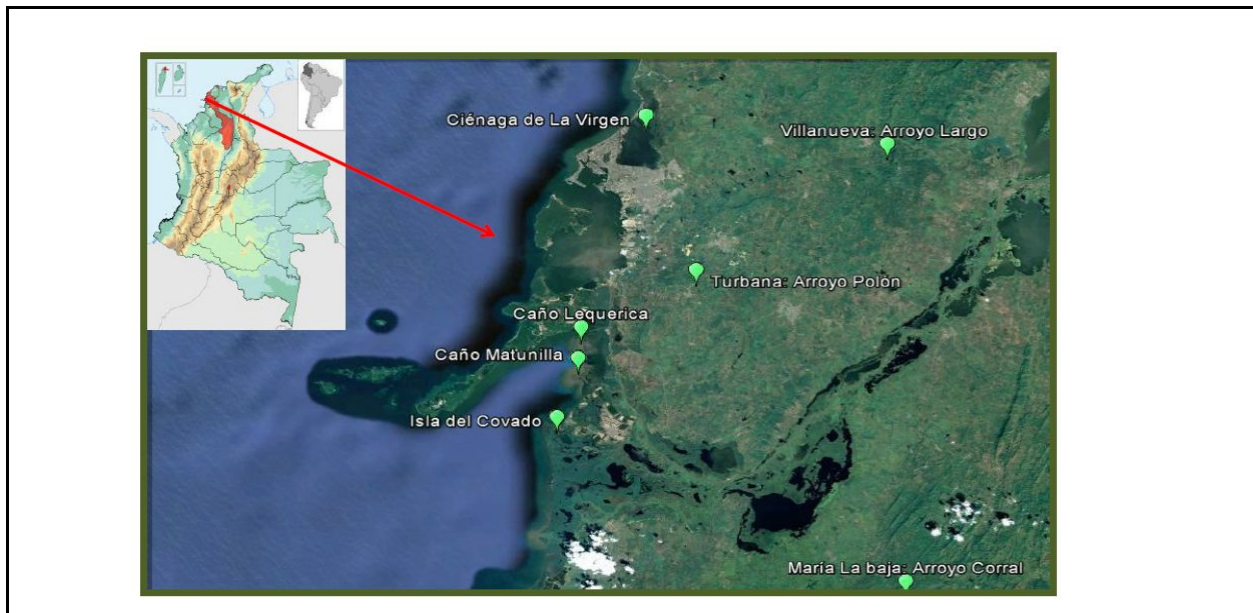 Ciénaga de La Virgen
Villanueva: Arroyo Largo
Turbana: Arroyo Polon
Caño Lequerica
Caño Matunilla
Isla del Covado
María La baja: Arroyo Corral